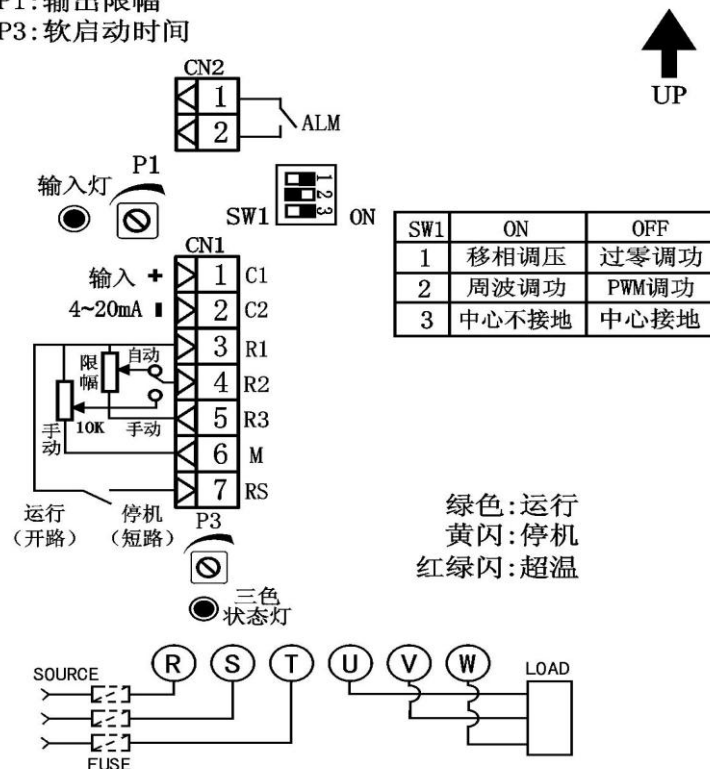 P1:输出限幅
P3:软启动时间
UP
CN2
1
2
ALM
P1
输入灯
SW1
1
2
3
ON
SW1 ON OFF
1 移相调压 过零调功
2 周波调功 PWM调功
3 中心不接地 中心接地
CN1
输入 + 1 C1
4~20mA 2 C2
3 R1
限幅 自动
4 R2
5 R3
手动 10K 手动
6 M
7 RS
运行 停机
(开路) (短路)
P3
绿色:运行
黄闪:停机
红绿闪:超温
三色
状态灯
SOURCE
R S T U V W
LOAD
FUSE